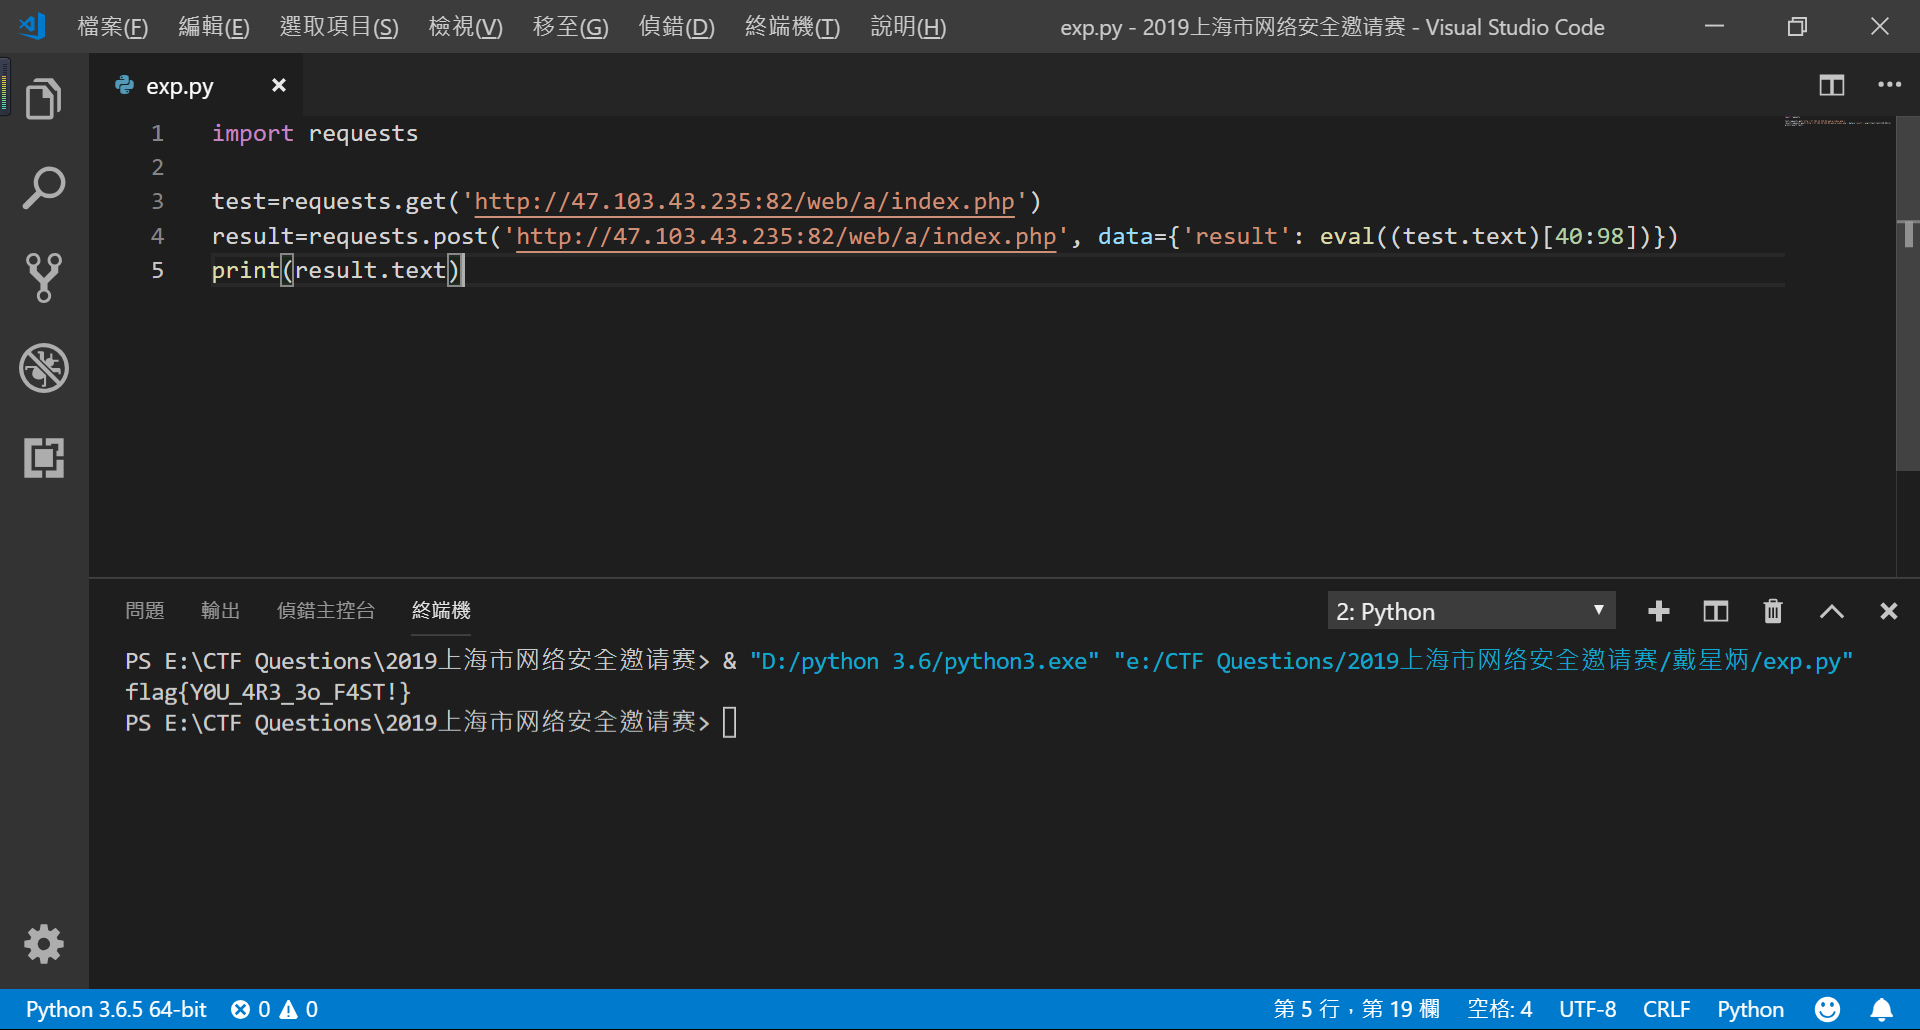 檔案(F) 編輯(E) 選取項目(S) 檢視(V) 移至(G) 偵錯(D) 終端機(T) 說明(H) exp.py - 2019上海市网络安全邀请赛 - Visual Studio Code
exp.py
1 import requests
2
3 test=requests.get('http://47.103.43.235:82/web/a/index.php')
4 result=requests.post('http://47.103.43.235:82/web/a/index.php', data={'result': eval((test.text)[40:98])})
5 print(result.text)
問題 輸出 偵錯主控台 終端機 2: Python
PS E:\CTF Questions\2019上海市网络安全邀请赛> & "D:/python 3.6/python3.exe" "e:/CTF Questions/2019上海市网络安全邀请赛/戴星炳/exp.py"
flag{Y0U_4R3_3o_F4ST!}
PS E:\CTF Questions\2019上海市网络安全邀请赛>
Python 3.6.5 64-bit 0 0 第 5 行，第 19 欄 空格: 4 UTF-8 CRLF Python